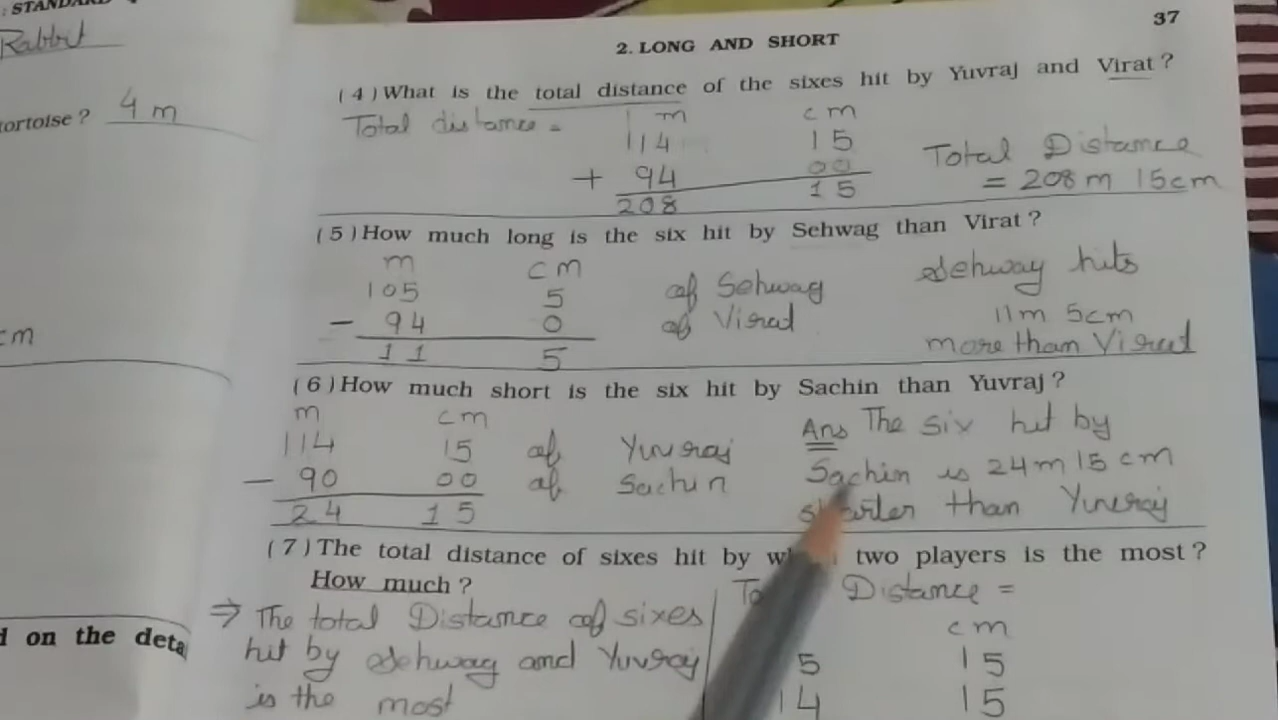 : STANDARD
Rabbit
tortoise ? 4 m
cm
d on the deta
37
2. LONG AND SHORT
( 4 ) What is the total distance of the sixes hit by Yuvraj and Virat ?
Total distance = m cm
114 15
+ 94 00
208 15
Total Distance
= 208 m 15cm
( 5 ) How much long is the six hit by Sehwag than Virat ?
m cm
105 5 of Sehwag
- 94 0 of Virat
11 5
Sehwag hits
11m 5cm
more than Virat
( 6 ) How much short is the six hit by Sachin than Yuvraj ?
m cm
114 15 of Yuvraj
- 90 00 of Sachin
24 15
Ans The six hit by
Sachin is 24 m 15 cm
than Yuvraj
( 7 ) The total distance of sixes hit by two players is the most ?
How much ?
⇒ The total Distance of sixes
hit by Sehwag and Yuvraj
is the most
Distance =
cm
5 15
14 15